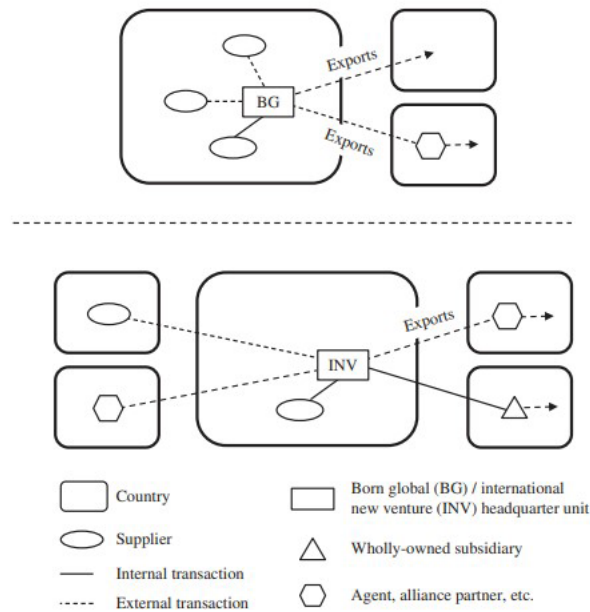 Exports
BG
Exports
Exports
INV
Country
Supplier
Internal transaction
External transaction
Born global (BG) / international
new venture (INV) headquarter unit
Wholly-owned subsidiary
Agent, alliance partner, etc.